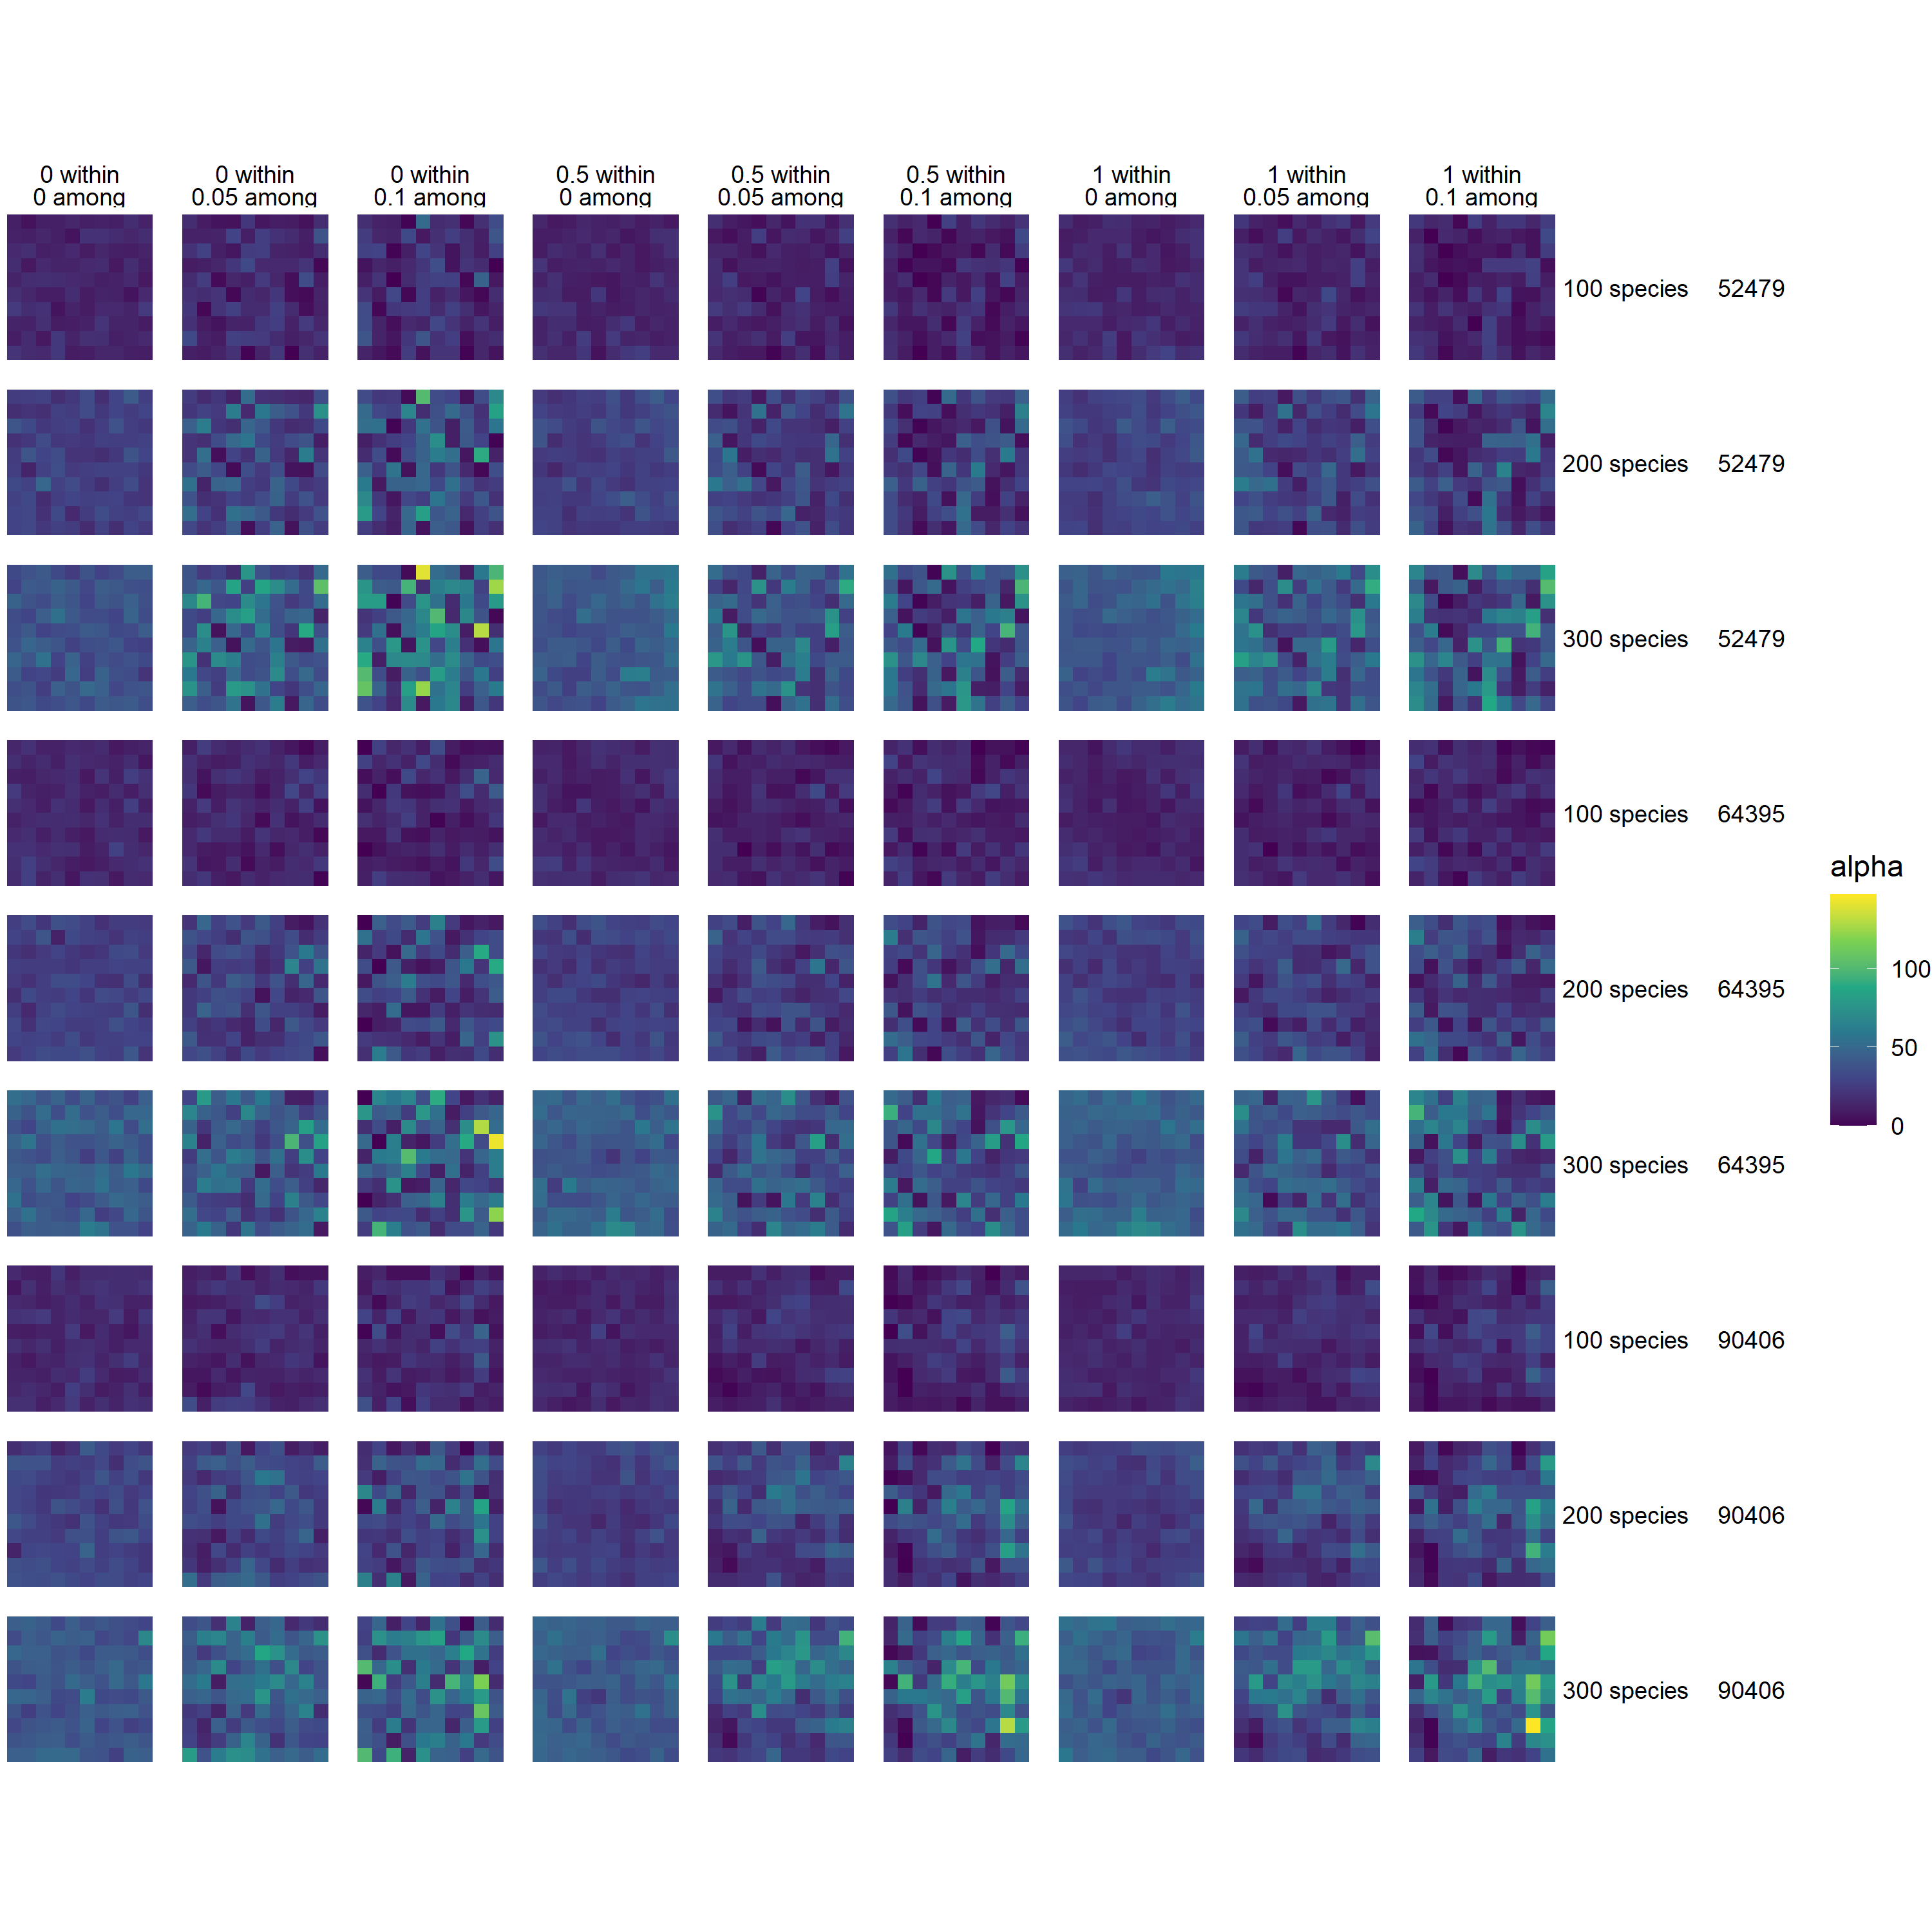 0 within
0 among
0 within
0.05 among
0 within
0.1 among
0.5 within
0 among
0.5 within
0.05 among
0.5 within
0.1 among
1 within
0 among
1 within
0.05 among
1 within
0.1 among
100 species 52479
200 species 52479
300 species 52479
100 species 64395
200 species 64395
300 species 64395
100 species 90406
200 species 90406
300 species 90406
alpha
100
50
0